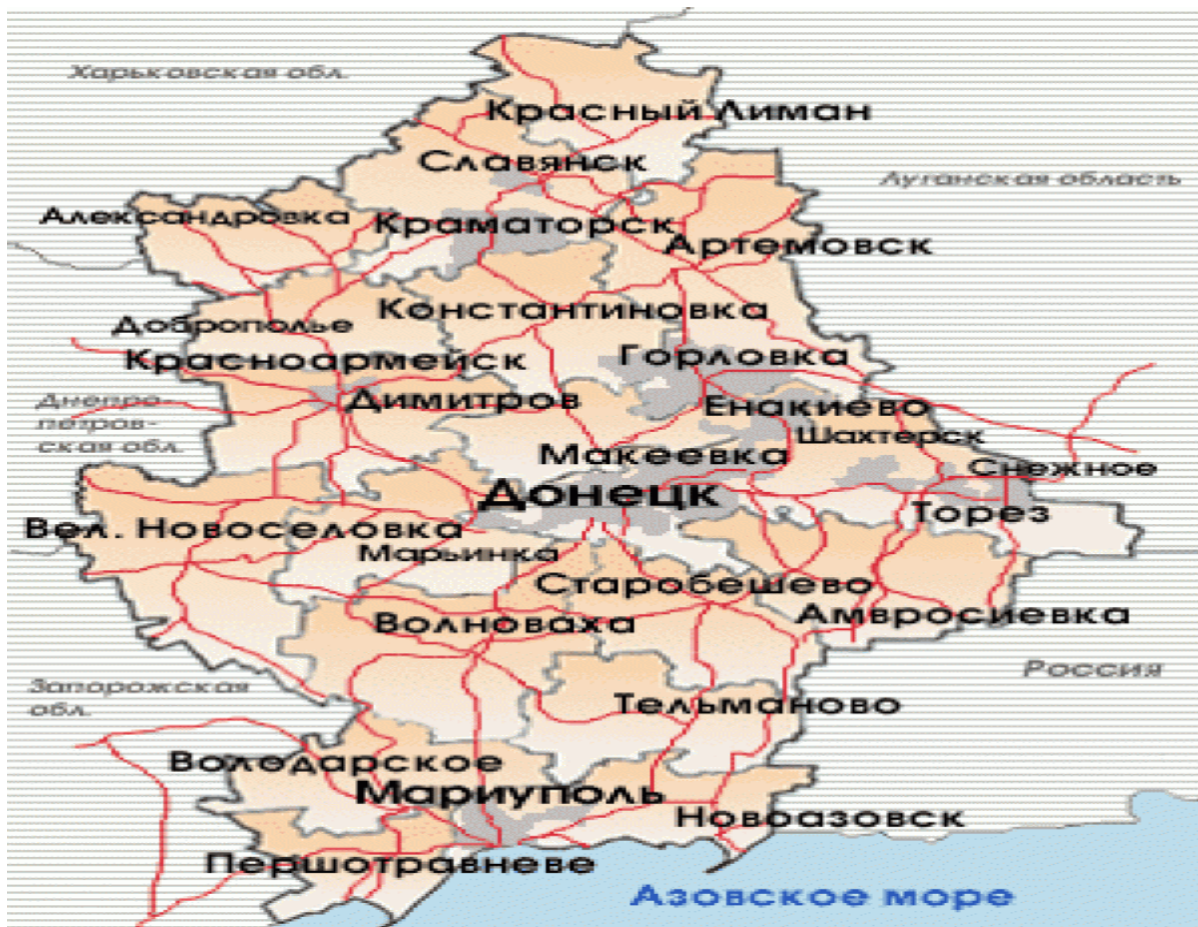 Харьковская обл.
Красный Лиман
Славянск
Луганская область
Александровка
Краматорск
Артемовск
Константиновка
Доброполье
Красноармейск
Горловка
Димитров
Днепро-
петров-
ская обл.
Енакиево
Шахтерск
Макеевка
Снежное
Донецк
Торез
Вел. Новоселовка
Марьинка
Старобешево
Амвросиевка
Волноваха
Россия
Запорожская
обл.
Тельманово
Володарское
Мариуполь
Новоазовск
Першотравневе
Азовское море